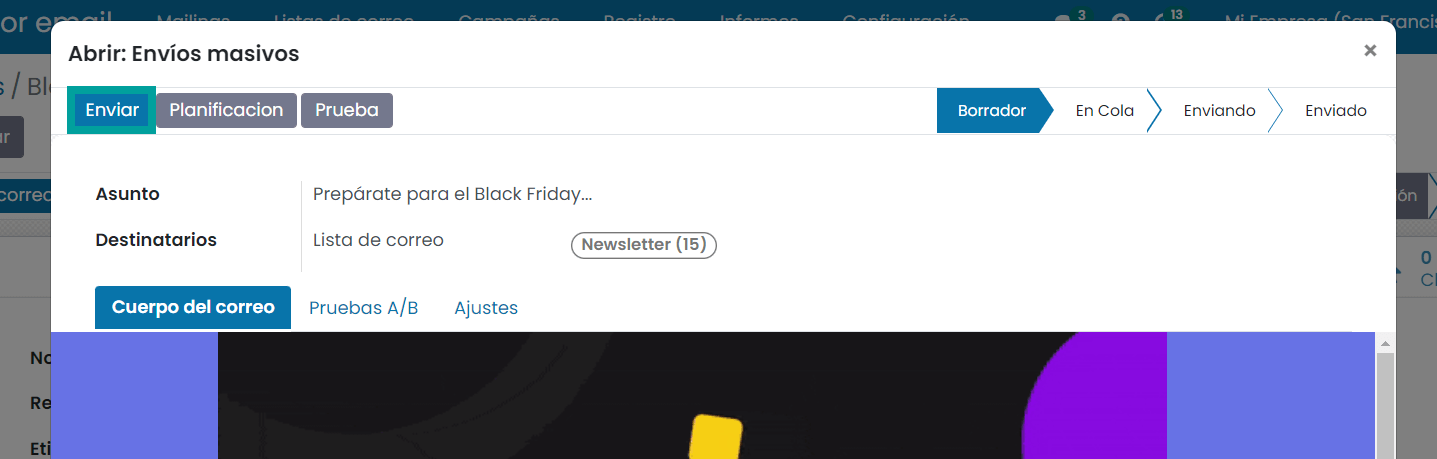 or email Mailings Listas de correo Campañas Registro Informes Configuración 3 13 Mi Empresa (San Francis
Abrir: Envíos masivos ×
s / Bl
Enviar Planificacion Prueba Borrador En Cola Enviando Enviado
ar
Asunto Prepárate para el Black Friday...
correo ón
Destinatarios Lista de correo Newsletter (15)
0
Cl
Cuerpo del correo Pruebas A/B Ajustes
No
Re
Eti